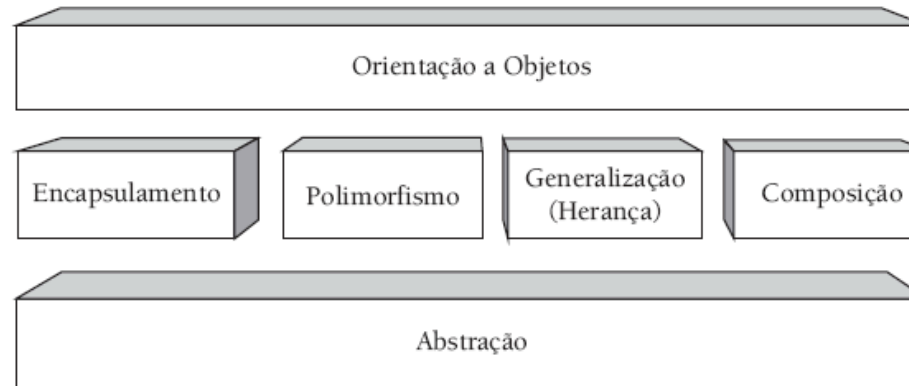 Orientação a Objetos
Encapsulamento
Polimorfismo
Generalização
(Herança)
Composição
Abstração